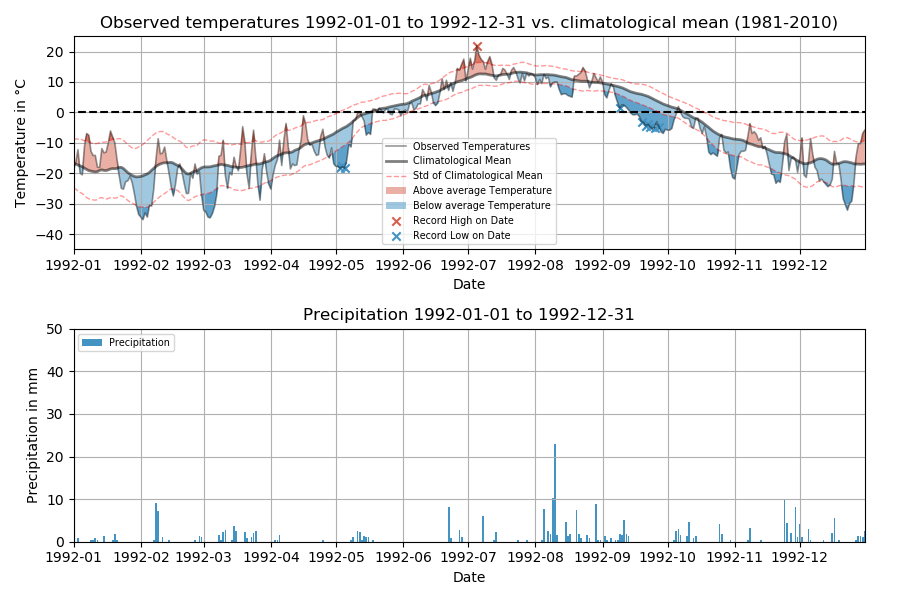 Observed temperatures 1992-01-01 to 1992-12-31 vs. climatological mean (1981-2010)
Temperature in °C
20
10
0
−10
−20
−30
−40
Observed Temperatures
Climatological Mean
Std of Climatological Mean
Above average Temperature
Below average Temperature
Record High on Date
Record Low on Date
1992-01 1992-02 1992-03 1992-04 1992-05 1992-06 1992-07 1992-08 1992-09 1992-10 1992-11 1992-12
Date
Precipitation 1992-01-01 to 1992-12-31
Precipitation in mm
50
40
30
20
10
0
Precipitation
1992-01 1992-02 1992-03 1992-04 1992-05 1992-06 1992-07 1992-08 1992-09 1992-10 1992-11 1992-12
Date